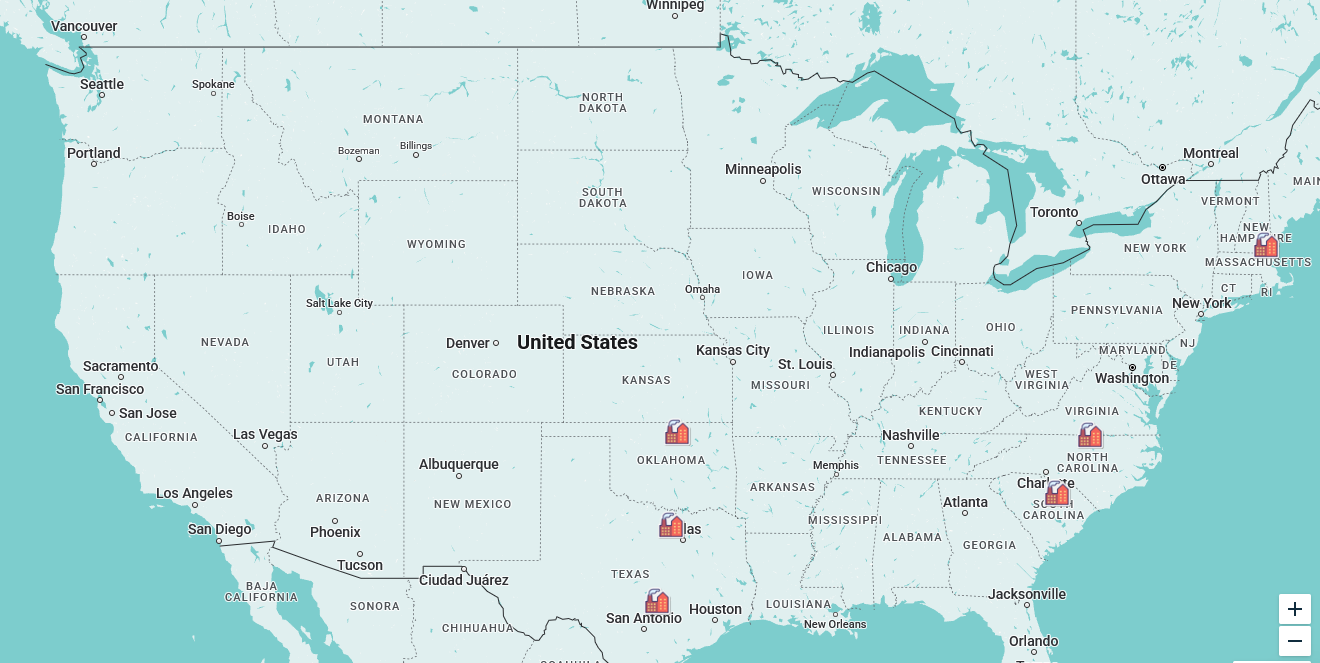 Winnipeg
Vancouver
Seattle
Spokane
NORTH
DAKOTA
MONTANA
Bozeman
Billings
Portland
Minneapolis
Montreal
Ottawa
MAIN
WISCONSIN
SOUTH
DAKOTA
VERMONT
Toronto
Boise
IDAHO
WYOMING
NEW YORK
NEW
MASSACHUSETTS
Chicago
IOWA
Omaha
NEBRASKA
CT
RI
Salt Lake City
New York
PENNSYLVANIA
NEVADA
UTAH
Denver
United States
ILLINOIS
INDIANA
OHIO
NJ
Kansas City
St. Louis
Indianapolis
Cincinnati
MARYLAND
DE
Sacramento
COLORADO
KANSAS
MISSOURI
WEST
VIRGINIA
Washington
San Francisco
San Jose
KENTUCKY
VIRGINIA
CALIFORNIA
Las Vegas
Nashville
Albuquerque
OKLAHOMA
Memphis
TENNESSEE
NORTH
CAROLINA
Los Angeles
ARIZONA
NEW MEXICO
ARKANSAS
Atlanta
CAROLINA
San Diego
Phoenix
las
MISSISSIPPI
ALABAMA
GEORGIA
Tucson
Ciudad Juárez
TEXAS
BAJA
CALIFORNIA
SONORA
CHIHUAHUA
San Antonio
Houston
LOUISIANA
New Orleans
Jacksonville
Orlando
+
−